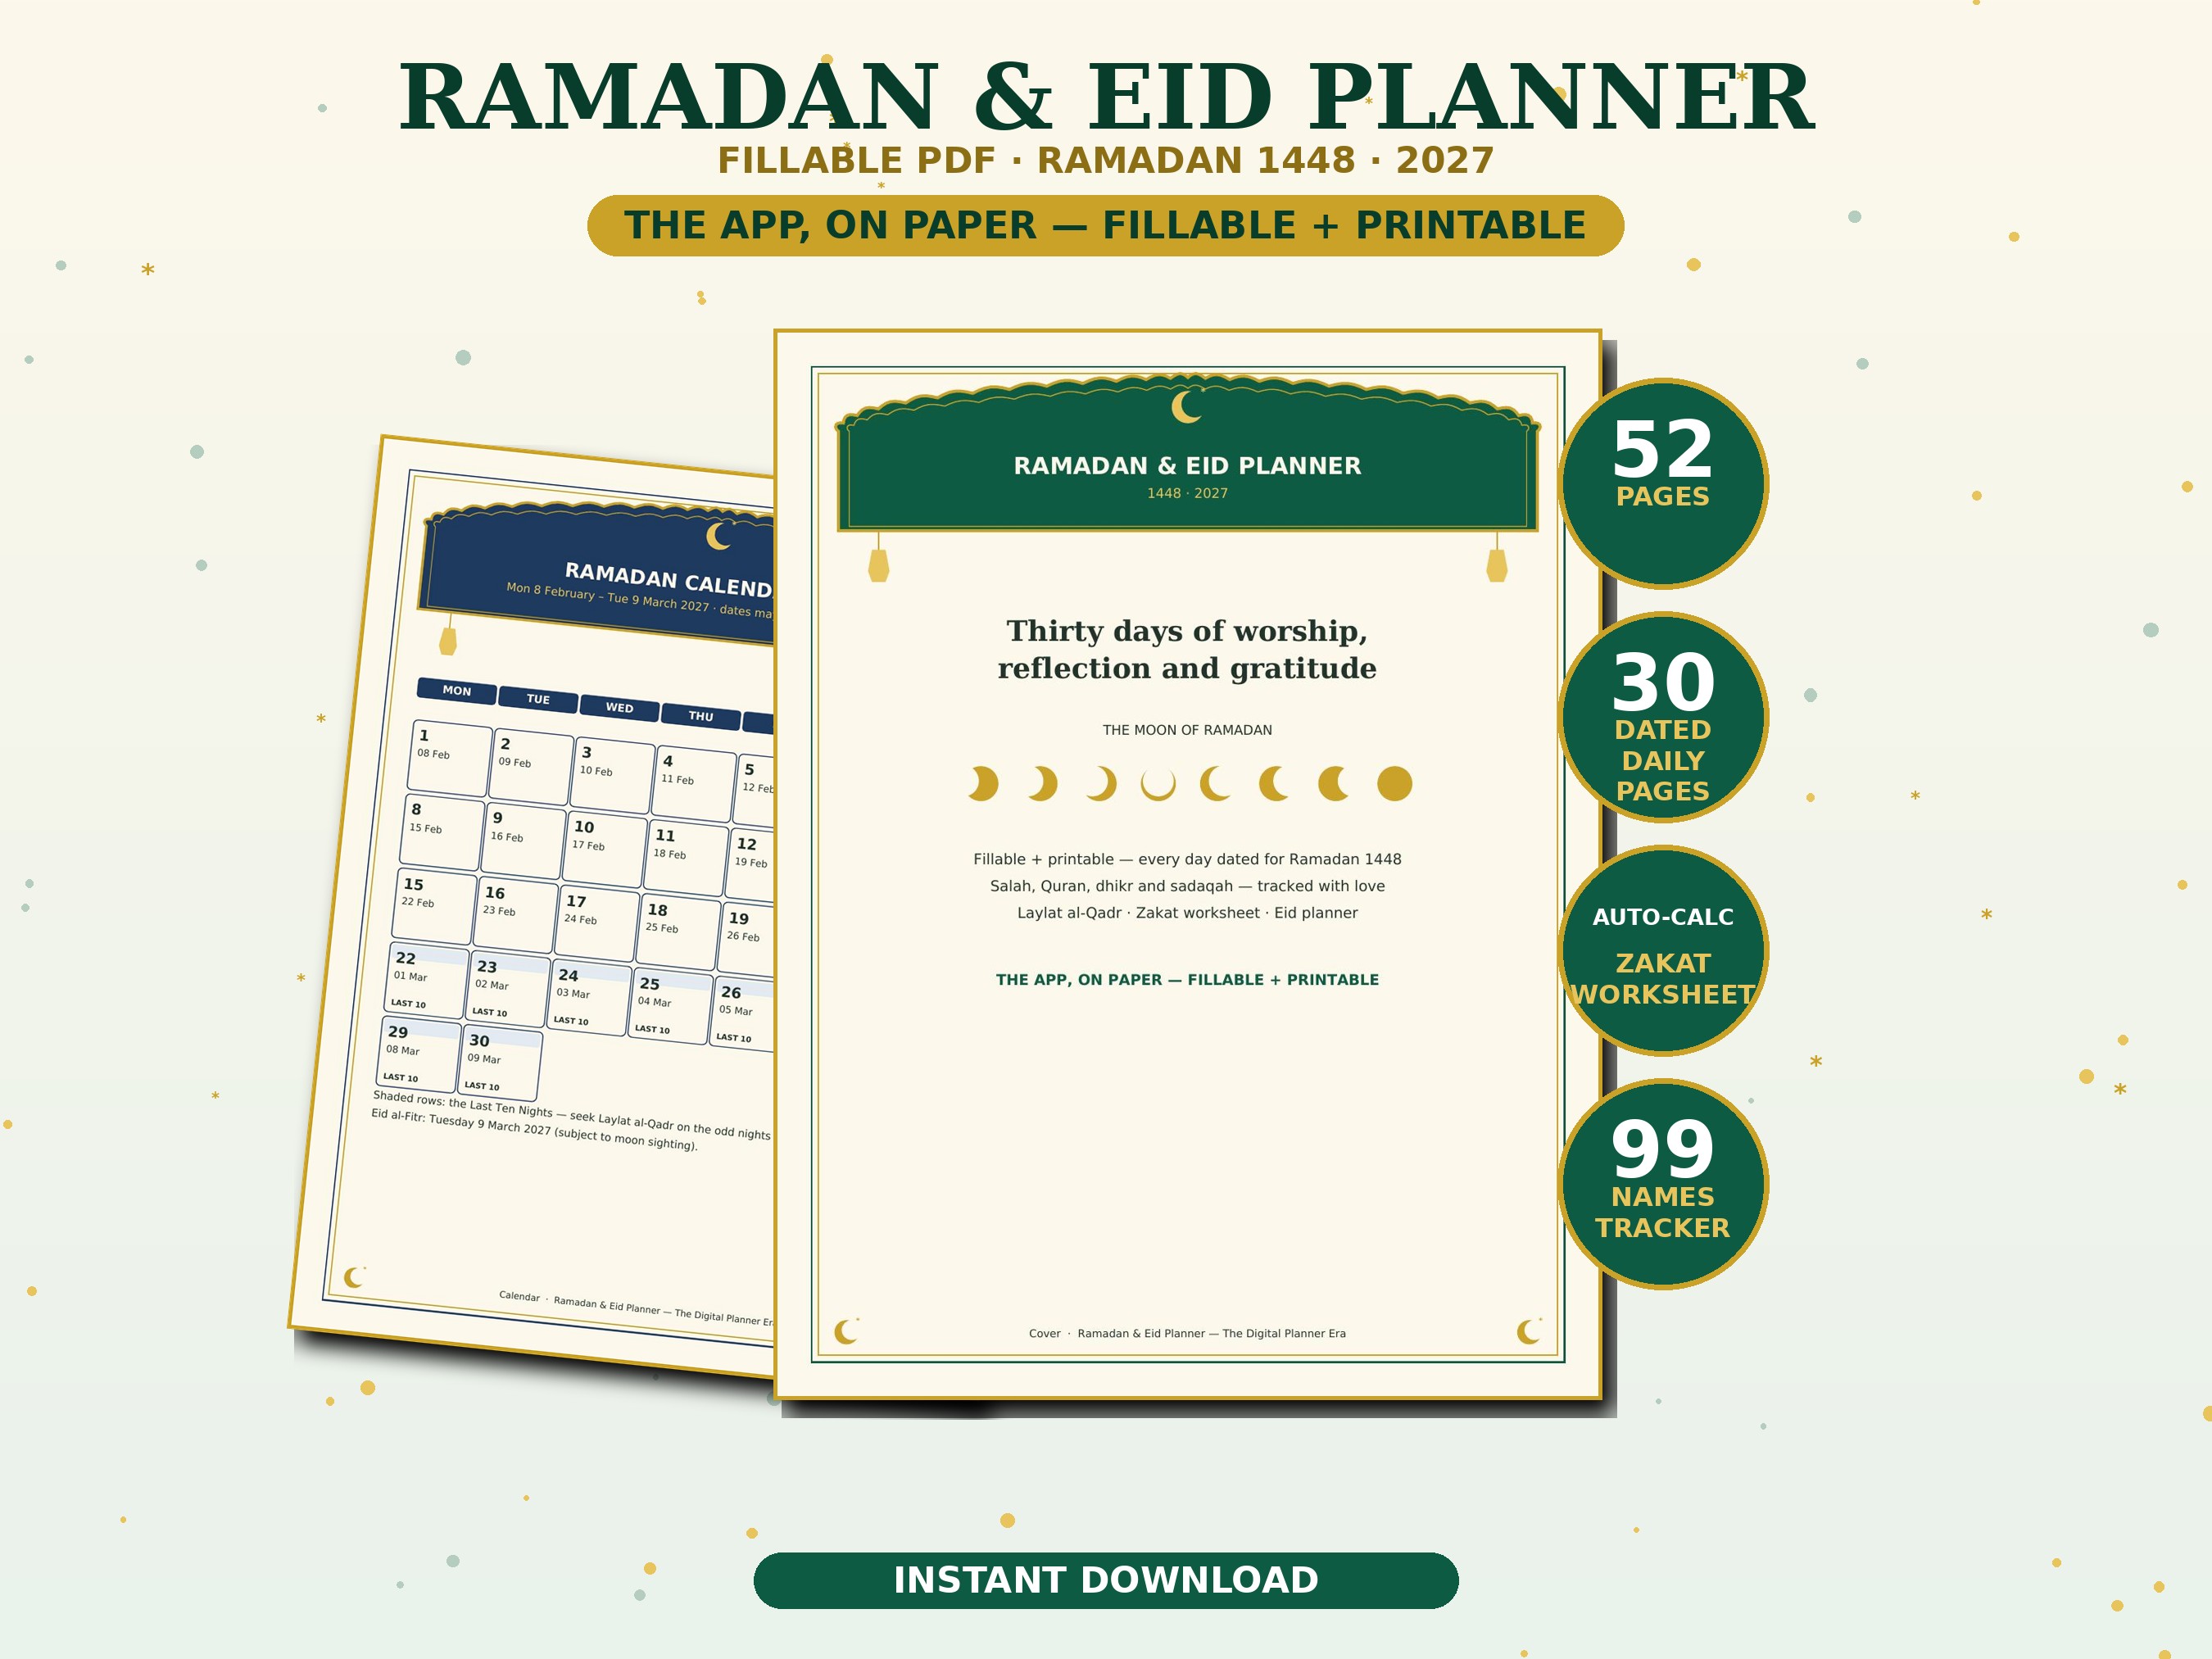 RAMADAN & EID PLANNER
FILLABLE PDF · RAMADAN 1448 · 2027
THE APP, ON PAPER — FILLABLE + PRINTABLE
RAMADAN CALEND
Mon 8 February – Tue 9 March 2027 · dates ma
MON TUE WED THU
1 2 3 4 5
08 Feb 09 Feb 10 Feb 11 Feb 12 Feb
8 9 10 11 12
15 Feb 16 Feb 17 Feb 18 Feb 19 Feb
15 16 17 18 19
22 Feb 23 Feb 24 Feb 25 Feb 26 Feb
22 23 24 25 26
01 Mar 02 Mar 03 Mar 04 Mar 05 Mar
LAST 10 LAST 10 LAST 10 LAST 10 LAST 10
29 30
08 Mar 09 Mar
LAST 10 LAST 10
Shaded rows: the Last Ten Nights — seek Laylat al-Qadr on the odd nights
Eid al-Fitr: Tuesday 9 March 2027 (subject to moon sighting).
Calendar · Ramadan & Eid Planner — The Digital Planner Era
RAMADAN & EID PLANNER
1448 · 2027
Thirty days of worship,
reflection and gratitude
THE MOON OF RAMADAN
Fillable + printable — every day dated for Ramadan 1448
Salah, Quran, dhikr and sadaqah — tracked with love
Laylat al-Qadr · Zakat worksheet · Eid planner
THE APP, ON PAPER — FILLABLE + PRINTABLE
Cover · Ramadan & Eid Planner — The Digital Planner Era
52
PAGES
30
DATED
DAILY
PAGES
AUTO-CALC
ZAKAT
WORKSHEET
99
NAMES
TRACKER
INSTANT DOWNLOAD